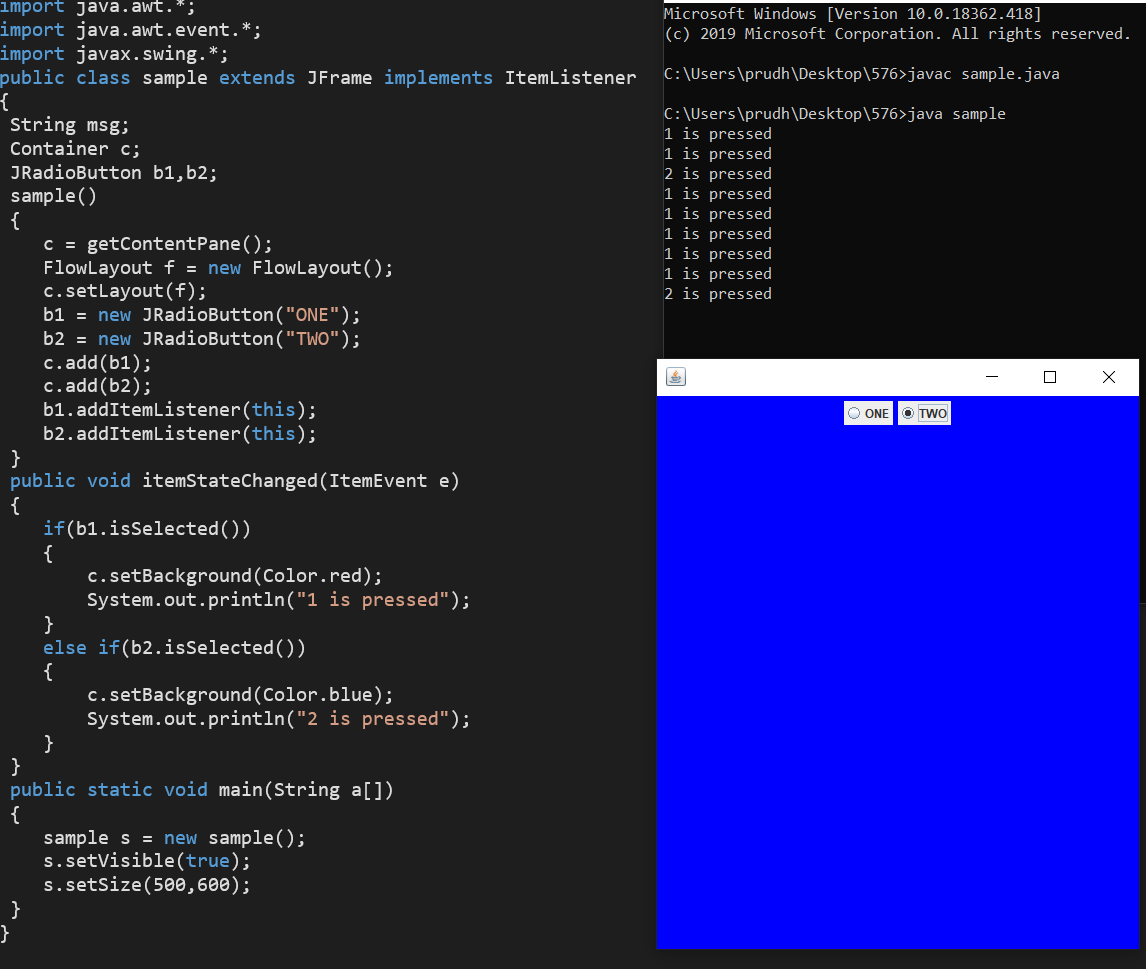 import java.awt.*;
import java.awt.event.*;
import javax.swing.*;
public class sample extends JFrame implements ItemListener
{
 String msg;
 Container c;
 JRadioButton b1,b2;
 sample()
 {
    c = getContentPane();
    FlowLayout f = new FlowLayout();
    c.setLayout(f);
    b1 = new JRadioButton("ONE");
    b2 = new JRadioButton("TWO");
    c.add(b1);
    c.add(b2);
    b1.addItemListener(this);
    b2.addItemListener(this);
 }
 public void itemStateChanged(ItemEvent e)
 {
    if(b1.isSelected())
    {
        c.setBackground(Color.red);
        System.out.println("1 is pressed");
    }
    else if(b2.isSelected())
    {
        c.setBackground(Color.blue);
        System.out.println("2 is pressed");
    }
 }
 public static void main(String a[])
 {
    sample s = new sample();
    s.setVisible(true);
    s.setSize(500,600);
 }
}
Microsoft Windows [Version 10.0.18362.418]
(c) 2019 Microsoft Corporation. All rights reserved.
C:\Users\prudh\Desktop\576>javac sample.java
C:\Users\prudh\Desktop\576>java sample
1 is pressed
1 is pressed
2 is pressed
1 is pressed
1 is pressed
1 is pressed
1 is pressed
1 is pressed
2 is pressed
ONE TWO